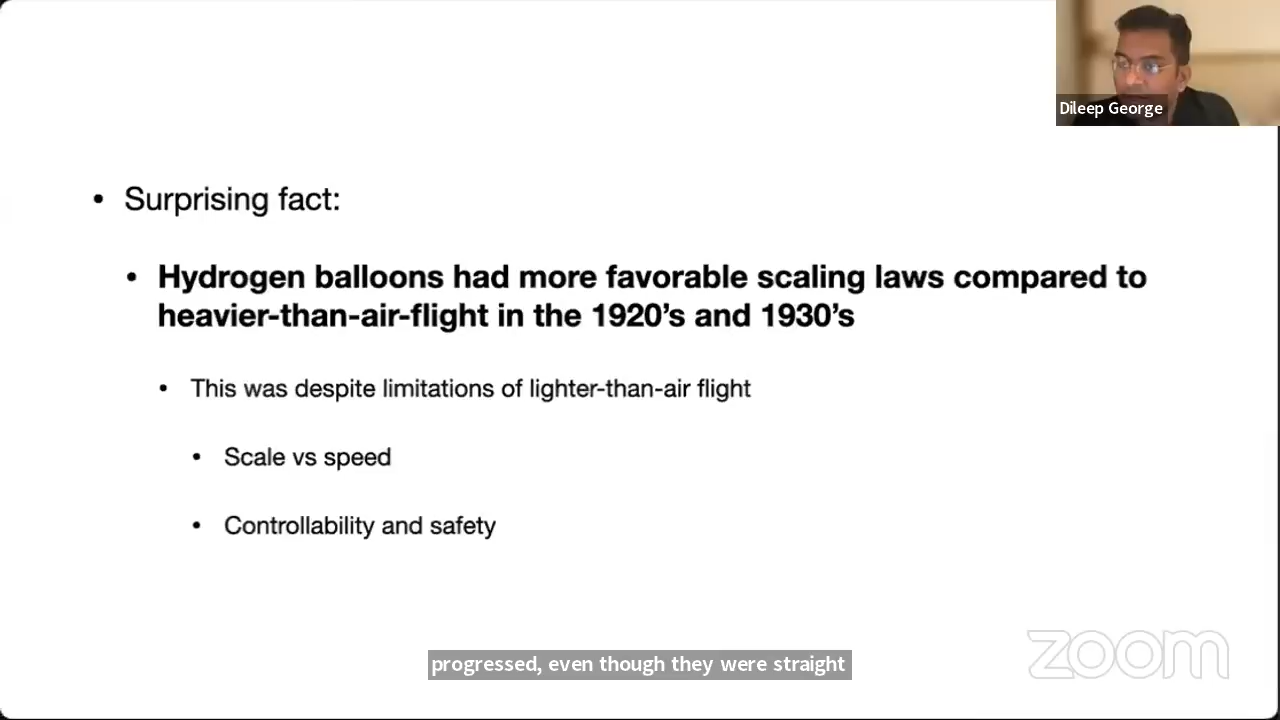 Dileep George
• Surprising fact:
• Hydrogen balloons had more favorable scaling laws compared to
heavier-than-air-flight in the 1920’s and 1930’s
• This was despite limitations of lighter-than-air flight
• Scale vs speed
• Controllability and safety
progressed, even though they were straight
zoom